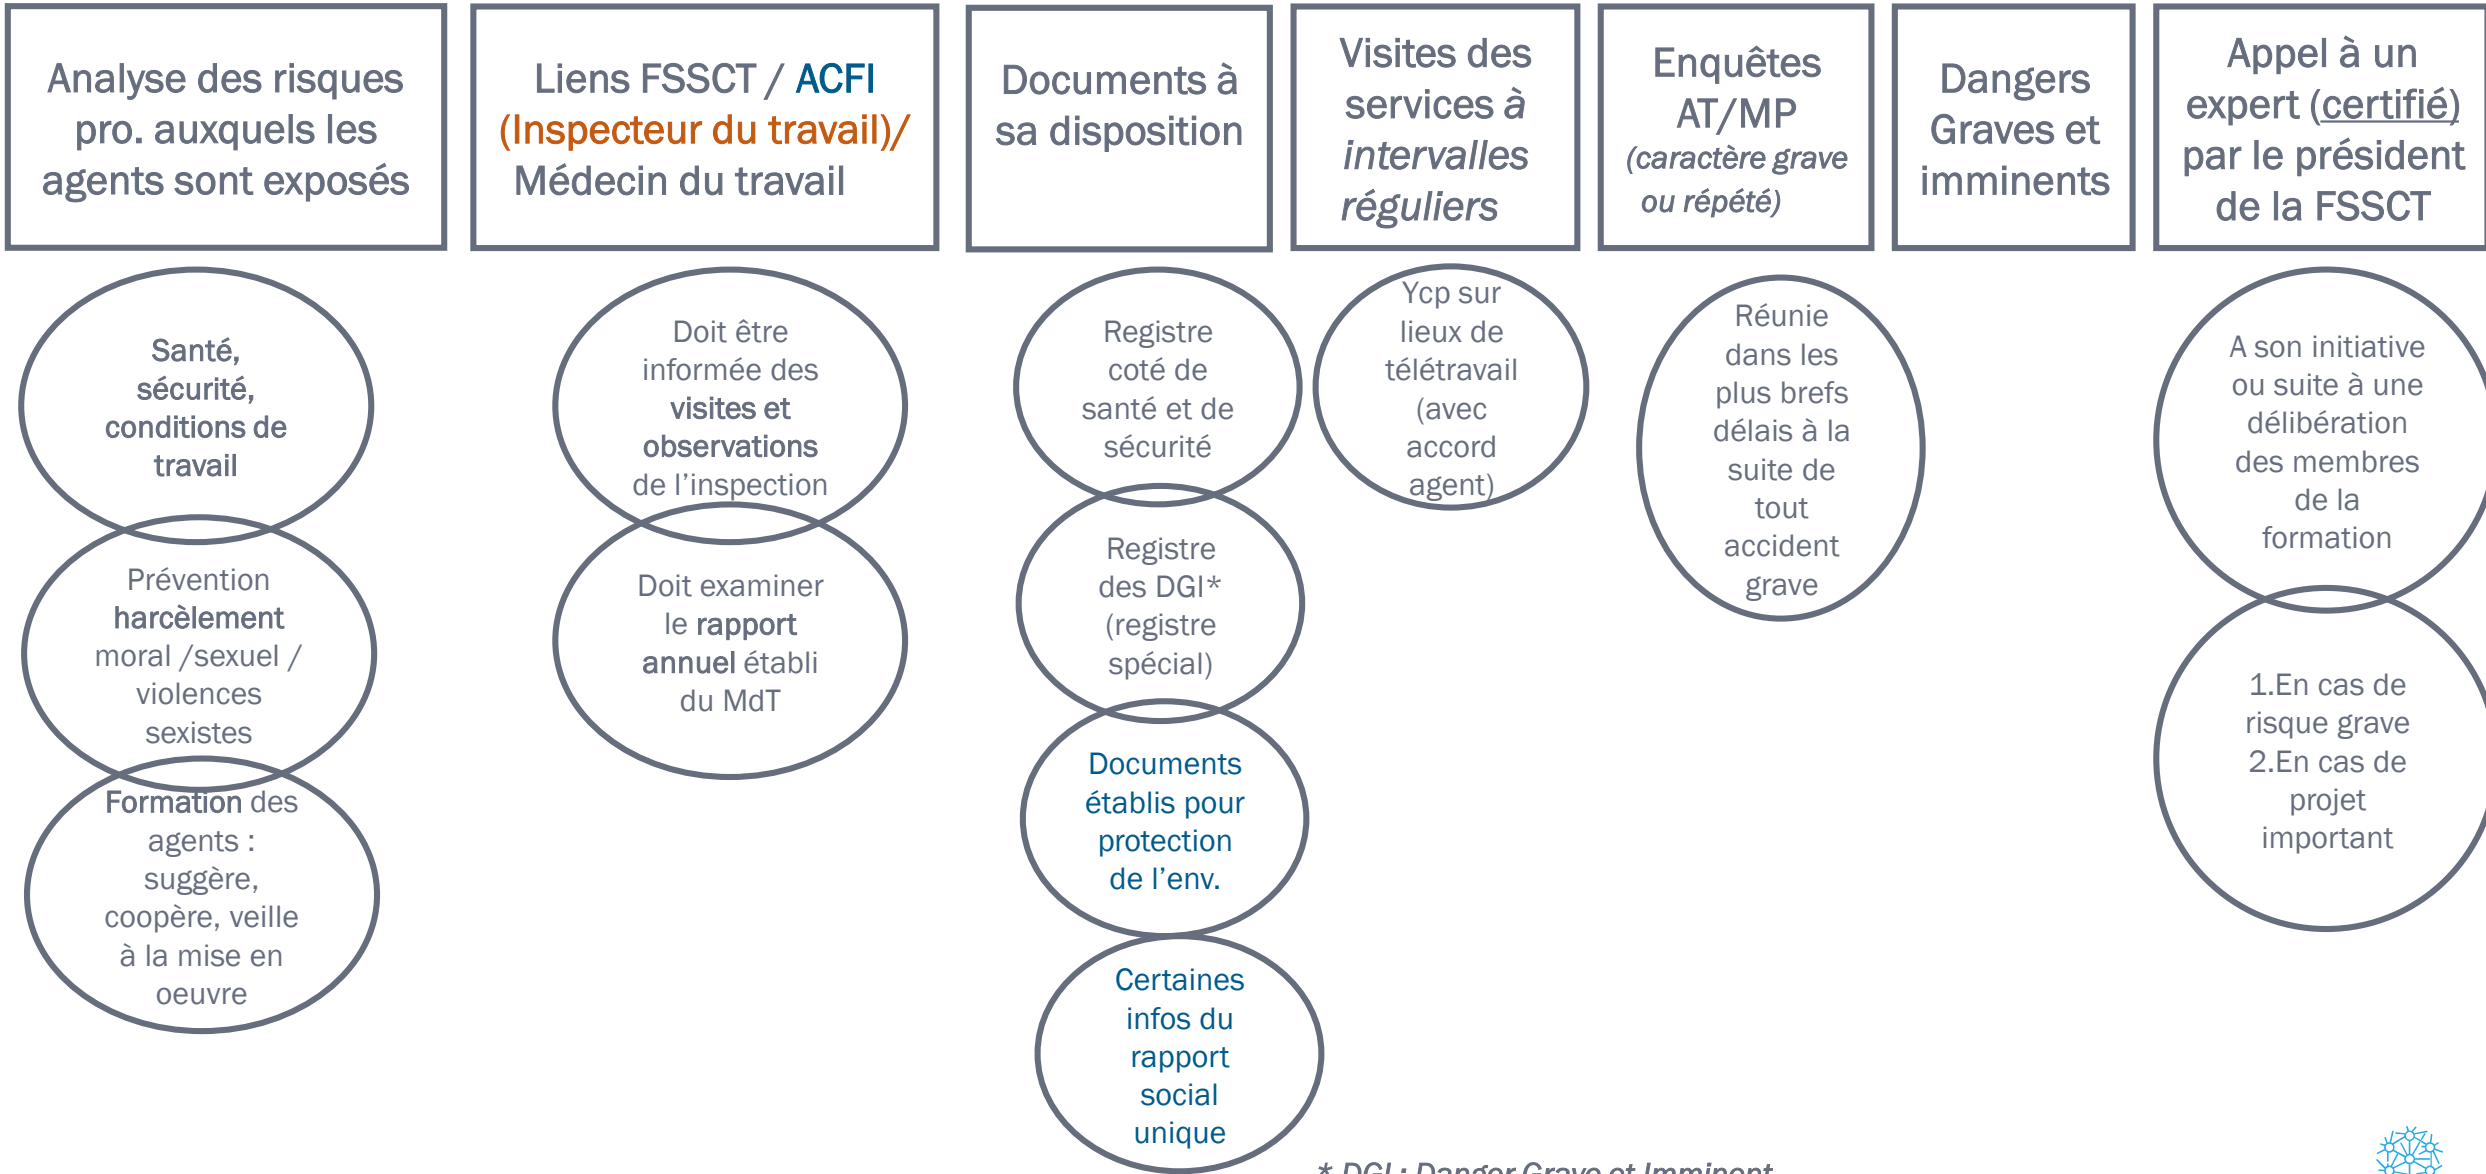 Analyse des risques
pro. auxquels les
agents sont exposés
Liens FSSCT / ACFI
(Inspecteur du travail)/
Médecin du travail
Documents à
sa disposition
Visites des
services à
intervalles
réguliers
Enquêtes
AT/MP
(caractère grave
ou répété)
Dangers
Graves et
imminents
Appel à un
expert (certifié)
par le président
de la FSSCT
Santé,
sécurité,
conditions de
travail
Prévention
harcèlement
moral /sexuel /
violences
sexistes
Formation des
agents :
suggère,
coopère, veille
à la mise en
oeuvre
Doit être
informée des
visites et
observations
de l'inspection
Doit examiner
le rapport
annuel établi
du MdT
Registre
coté de
santé et de
sécurité
Registre
des DGI*
(registre
spécial)
Documents
établis pour
protection
de l'env.
Certaines
infos du
rapport
social
unique
Ycp sur
lieux de
télétravail
(avec
accord
agent)
Réunie
dans les
plus brefs
délais à la
suite de
tout
accident
grave
A son initiative
ou suite à une
délibération
des membres
de la
formation
1.En cas de
risque grave
2.En cas de
projet
important
* DGI : Danger Grave et Imminent